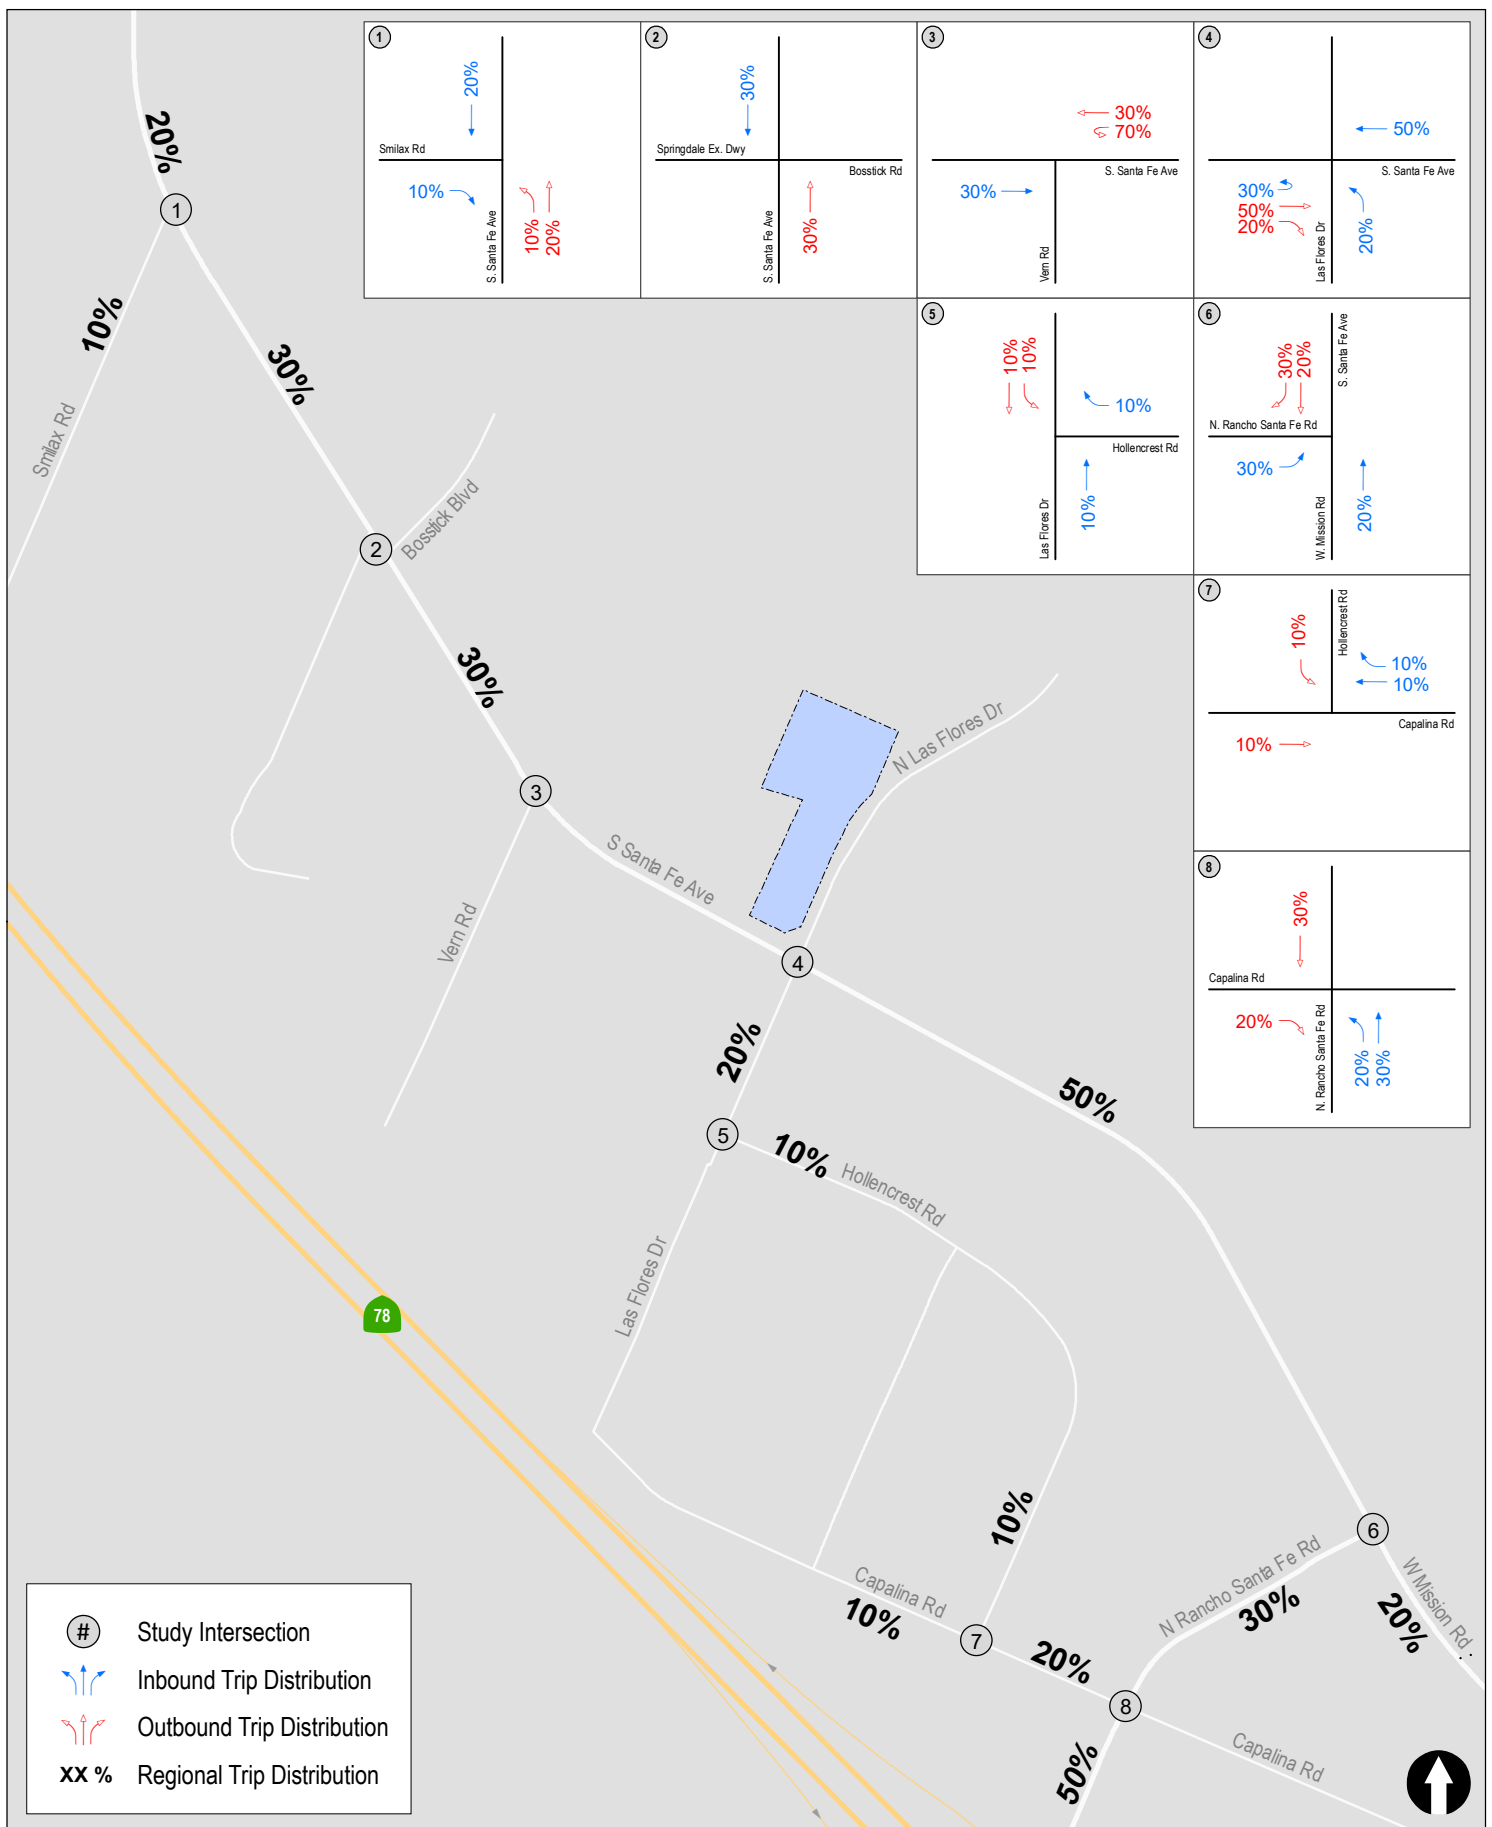 1
20%
Smilax Rd
10%
S. Santa Fe Ave
10%
20%
2
30%
Springdale Ex. Dwy
Bosstick Rd
S. Santa Fe Ave
30%
3
30%
70%
S. Santa Fe Ave
30%
Vern Rd
4
50%
S. Santa Fe Ave
30%
50%
20%
Las Flores Dr
20%
5
10%
10%
10%
Hollencrest Rd
Las Flores Dr
10%
6
30%
20%
S. Santa Fe Ave
N. Rancho Santa Fe Rd
30%
W. Mission Rd
20%
7
10%
Hollencrest Rd
10%
10%
Capalina Rd
10%
8
30%
Capalina Rd
20%
N. Rancho Santa Fe Rd
20%
30%
20%
1
10%
30%
Smilax Rd
2
Bosstick Blvd
30%
3
N Las Flores Dr
S Santa Fe Ave
Vern Rd
4
20%
50%
5
10%
Hollencrest Rd
Las Flores Dr
78
10%
6
N Rancho Santa Fe Rd
30%
W Mission Rd
20%
Capalina Rd
10%
7
20%
8
50%
Capalina Rd
# Study Intersection
Inbound Trip Distribution
Outbound Trip Distribution
XX % Regional Trip Distribution